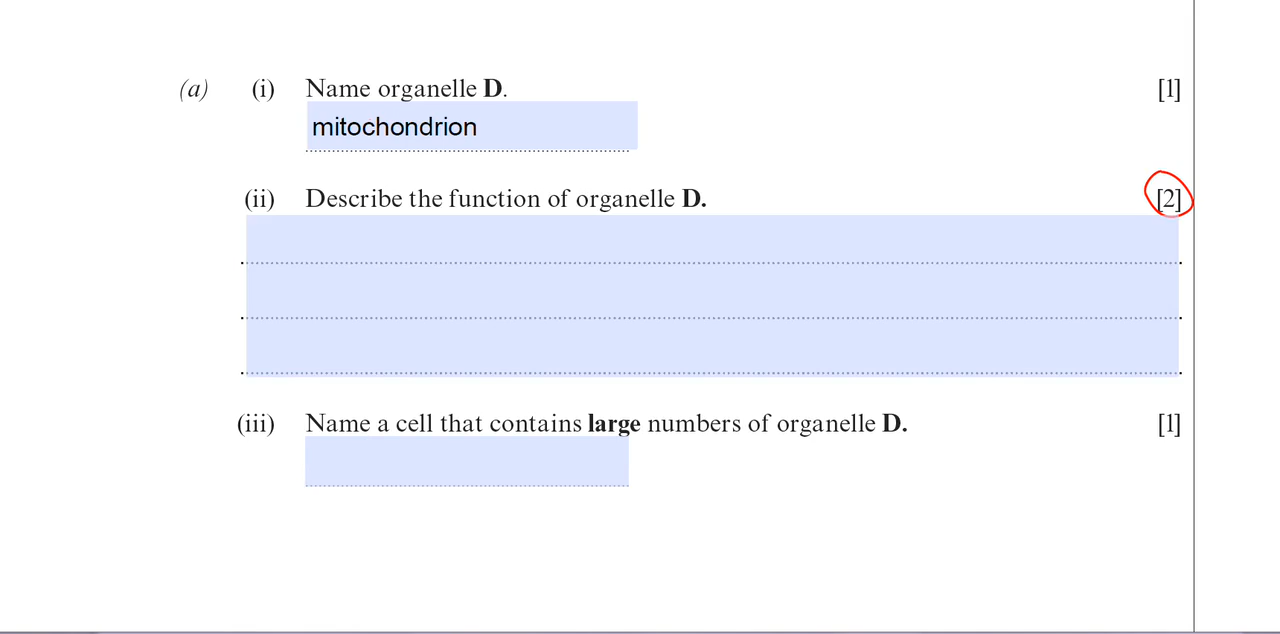 (a) (i) Name organelle D. [1]
mitochondrion
(ii) Describe the function of organelle D. [2]
(iii) Name a cell that contains large numbers of organelle D. [1]